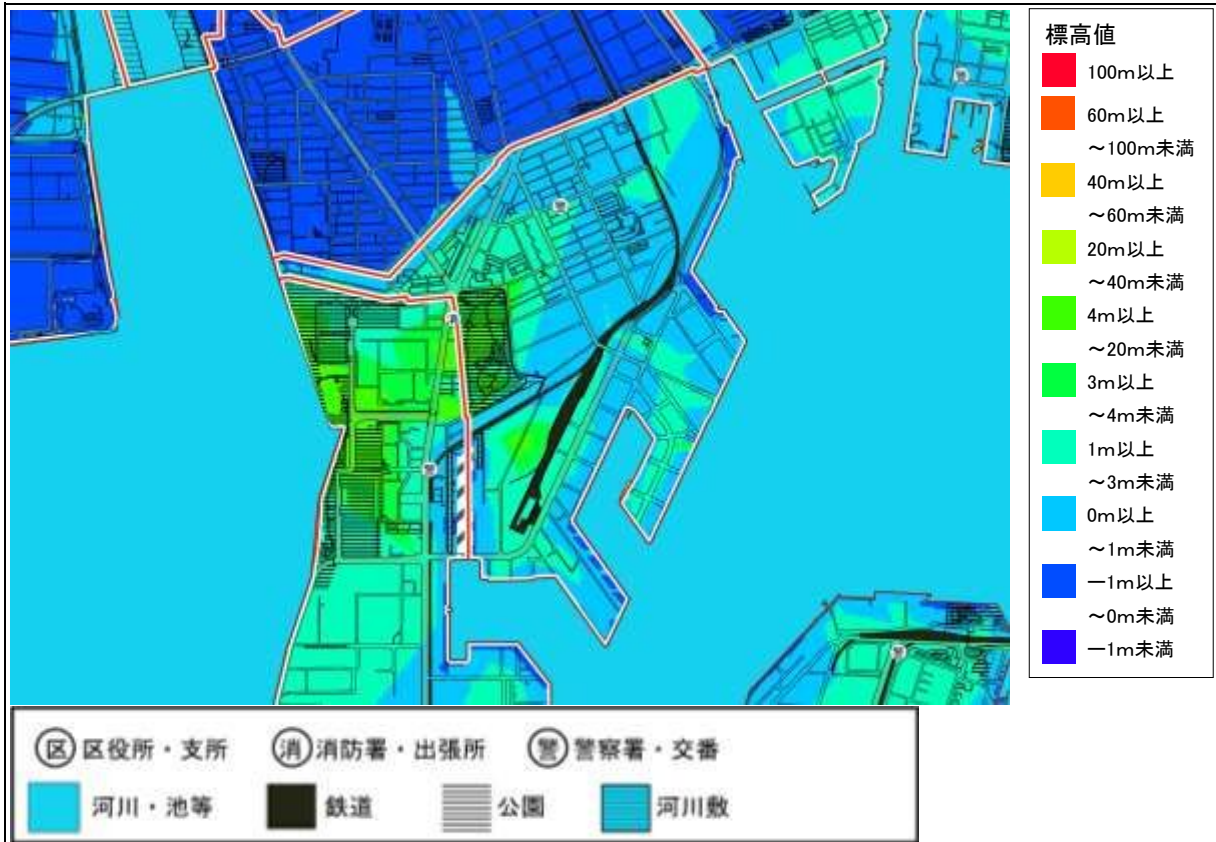 標高値
100m以上
60m以上
～100m未満
40m以上
～60m未満
20m以上
～40m未満
4m以上
～20m未満
3m以上
～4m未満
1m以上
～3m未満
0m以上
～1m未満
－1m以上
～0m未満
－1m未満
区 区役所・支所 消 消防署・出張所 警 警察署・交番
河川・池等 鉄道 公園 河川敷